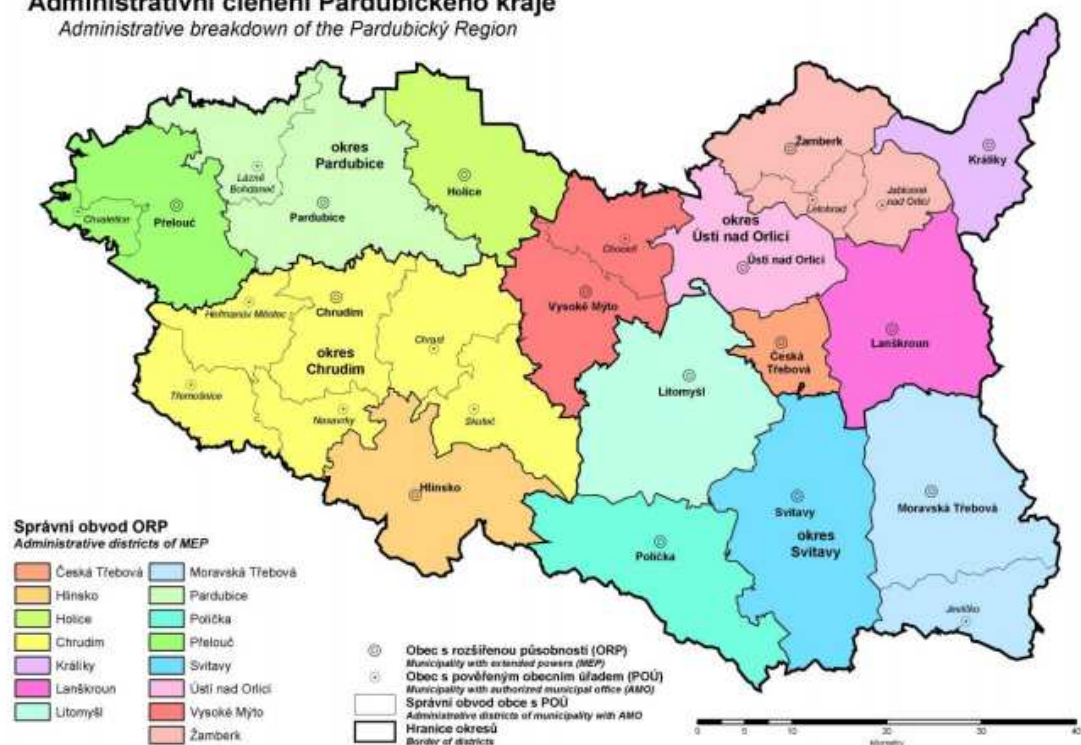 Administrativní členění Pardubického kraje
Administrative breakdown of the Pardubický Region
Žamberk
Králíky
okres
Pardubice
Lázně
Bohdaneč
Holice
Letohrad
Jablonné
nad Orlicí
Chvaletice
Přelouč
Pardubice
okres
Ústí nad Orlicí
Choceň
Ústí nad Orlicí
Vysoké Mýto
Heřmanův Městec
Chrudim
Chrast
okres
Chrudim
Lanškroun
Česká
Třebová
Litomyšl
Třemošnice
Nasavrky
Skuteč
Hlinsko
Svitavy
Moravská Třebová
okres
Svitavy
Polička
Jevíčko
Správní obvod ORP
Administrative districts of MEP
Česká Třebová
Hlinsko
Holice
Chrudim
Králíky
Lanškroun
Litomyšl
Moravská Třebová
Pardubice
Polička
Přelouč
Svitavy
Ústí nad Orlicí
Vysoké Mýto
Žamberk
Obec s rozšířenou působností (ORP)
Municipality with extended powers (MEP)
Obec s pověřeným obecním úřadem (POÚ)
Municipality with authorized municipal office (AMO)
Správní obvod obce s POÚ
Administrative districts of municipality with AMO
Hranice okresů
Border of districts
0 5 10 20 30 40
kilometry